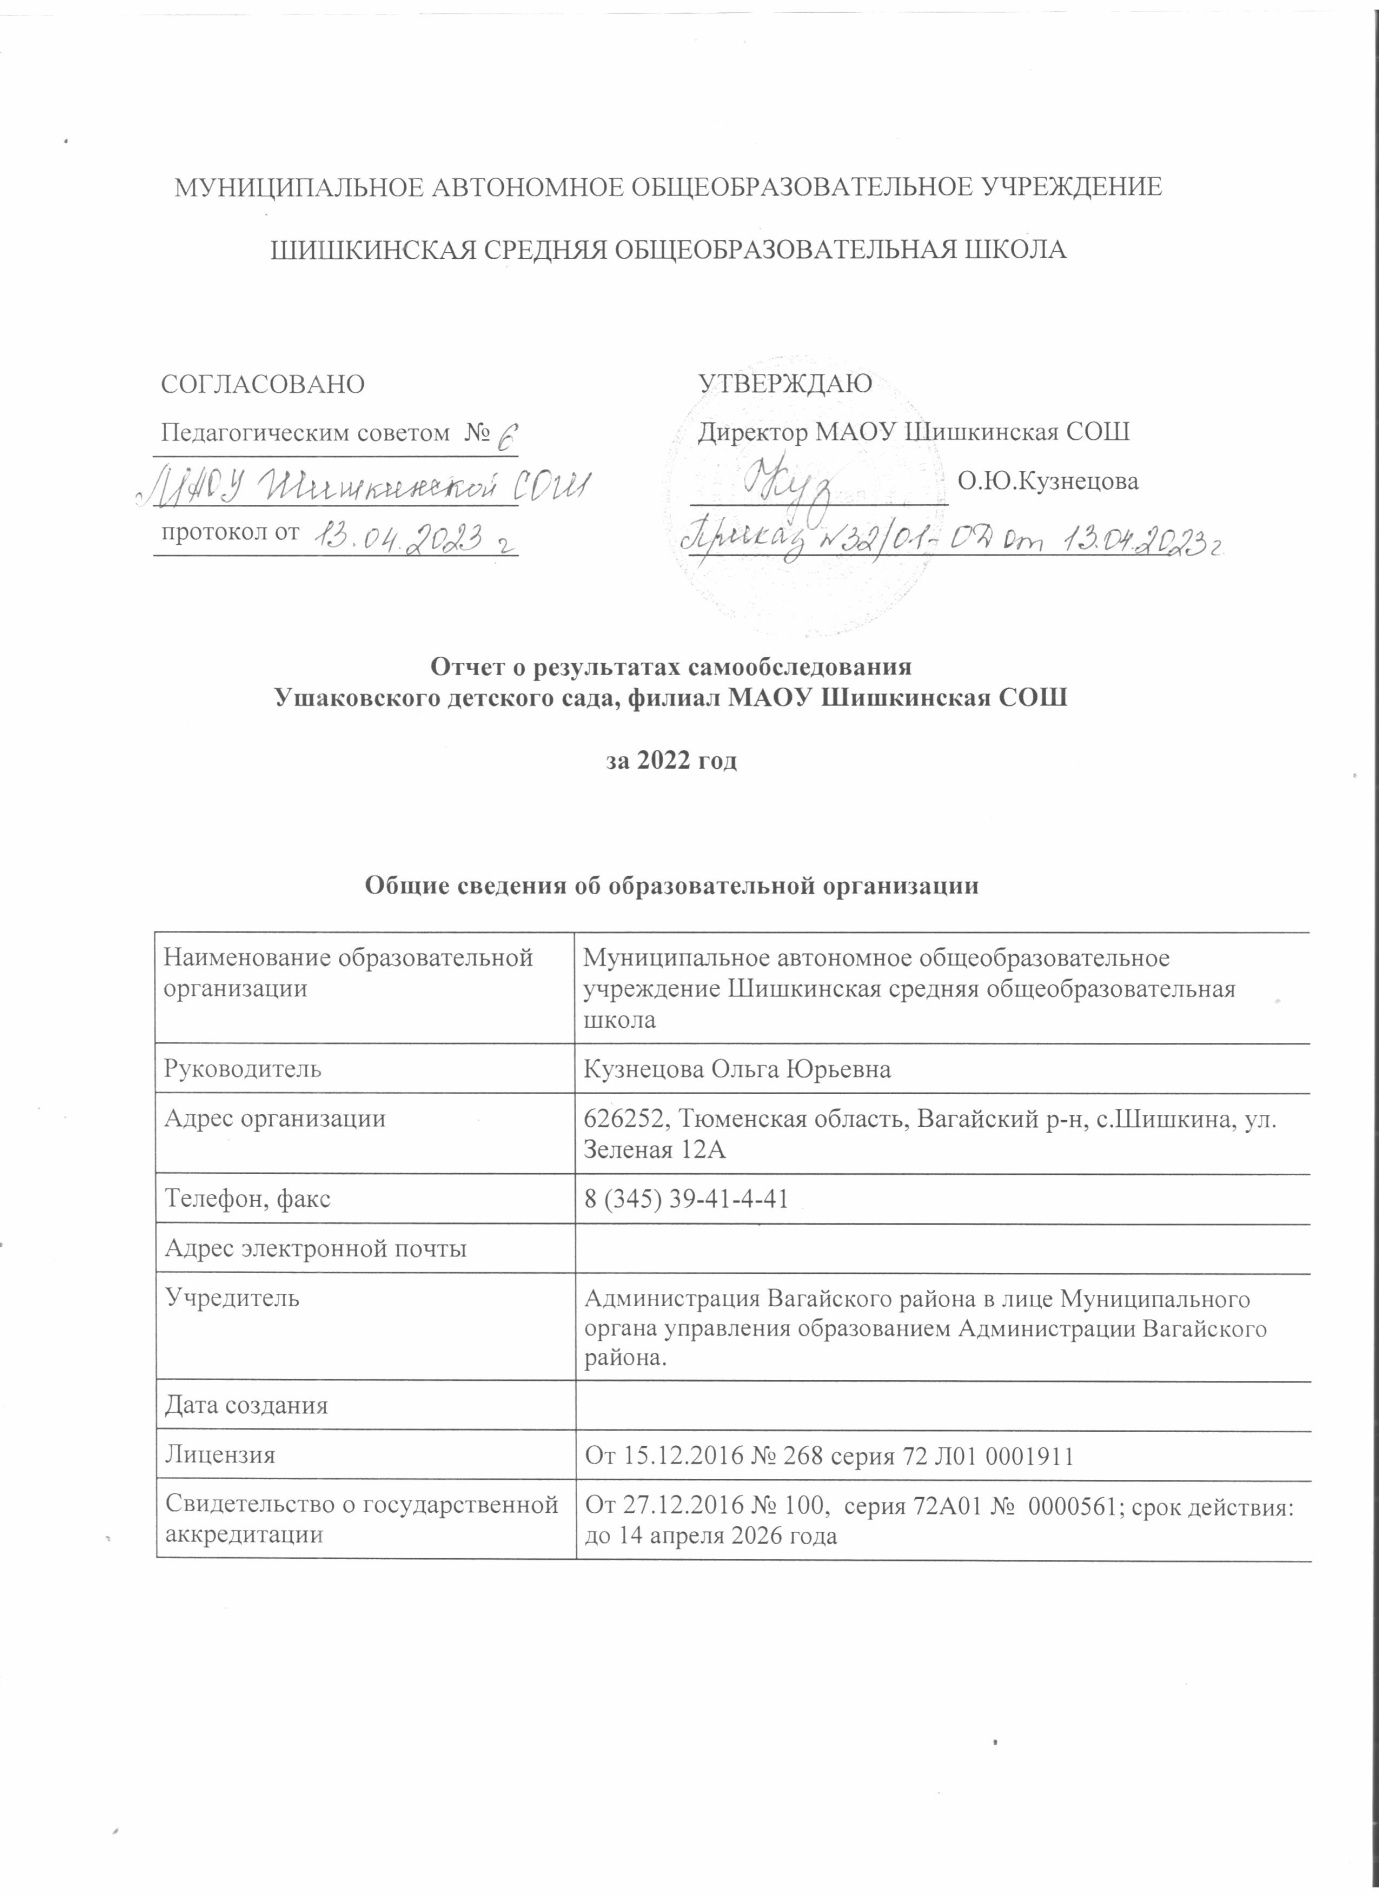 МУНИЦИПАЛЬНОЕ АВТОНОМНОЕ ОБЩЕОБРАЗОВАТЕЛЬНОЕ УЧРЕЖДЕНИЕ
ШИШКИНСКАЯ СРЕДНЯЯ ОБЩЕОБРАЗОВАТЕЛЬНАЯ ШКОЛА
СОГЛАСОВАНО
Педагогическим советом № 6
МАОУ Шишкинской СОШ
протокол от 13.04.2023 г
УТВЕРЖДАЮ
Директор МАОУ Шишкинская СОШ
О.Ю.Кузнецова
Приказ №32/01-ОД от 13.04.2023г
Отчет о результатах самообследования
Ушаковского детского сада, филиал МАОУ Шишкинская СОШ
за 2022 год
Общие сведения об образовательной организации
Наименование образовательной
организации
Муниципальное автономное общеобразовательное
учреждение Шишкинская средняя общеобразовательная
школа
Руководитель
Кузнецова Ольга Юрьевна
Адрес организации
626252, Тюменская область, Вагайский р-н, с.Шишкина, ул.
Зеленая 12А
Телефон, факс
8 (345) 39-41-4-41
Адрес электронной почты
Учредитель
Администрация Вагайского района в лице Муниципального
органа управления образованием Администрации Вагайского
района.
Дата создания
Лицензия
От 15.12.2016 № 268 серия 72 Л01 0001911
Свидетельство о государственной
аккредитации
От 27.12.2016 № 100, серия 72А01 № 0000561; срок действия:
до 14 апреля 2026 года